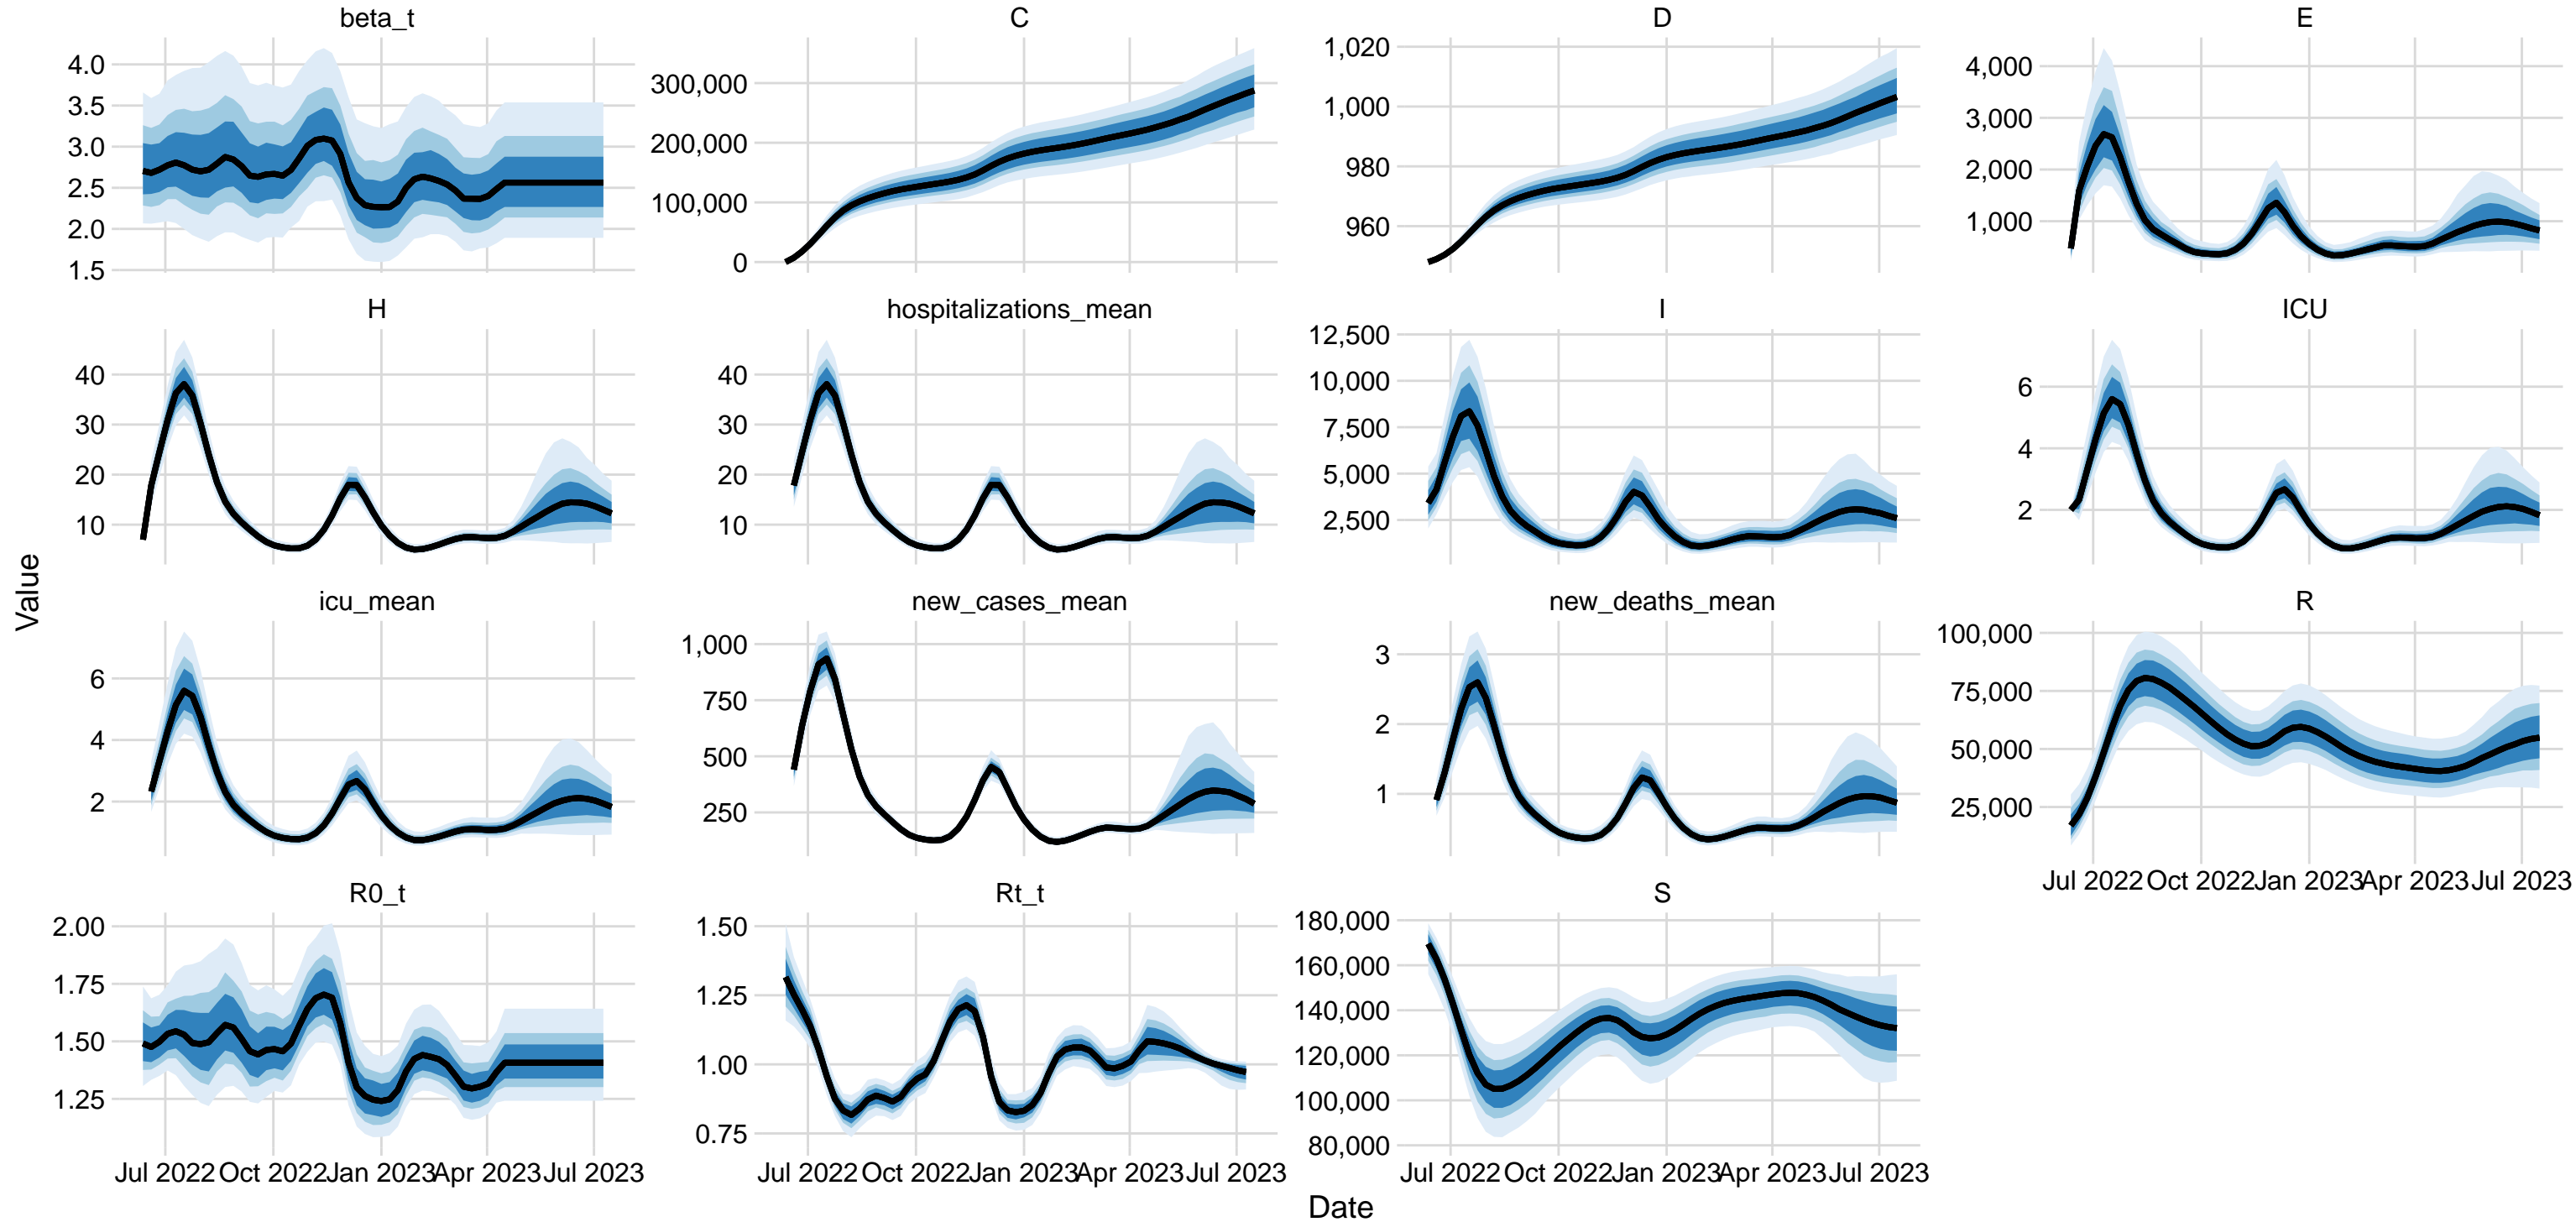 beta_t
4.0
3.5
3.0
2.5
2.0
1.5
C
300,000
200,000
100,000
0
D
1,020
1,000
980
960
E
4,000
3,000
2,000
1,000
H
40
30
20
10
hospitalizations_mean
40
30
20
10
I
12,500
10,000
7,500
5,000
2,500
ICU
6
4
2
Value
icu_mean
6
4
2
new_cases_mean
1,000
750
500
250
new_deaths_mean
3
2
1
R
100,000
75,000
50,000
25,000
Jul 2022 Oct 2022 Jan 2023 Apr 2023 Jul 2023
R0_t
2.00
1.75
1.50
1.25
Jul 2022 Oct 2022 Jan 2023 Apr 2023 Jul 2023
Rt_t
1.50
1.25
1.00
0.75
Jul 2022 Oct 2022 Jan 2023 Apr 2023 Jul 2023
S
180,000
160,000
140,000
120,000
100,000
80,000
Jul 2022 Oct 2022 Jan 2023 Apr 2023 Jul 2023
Date